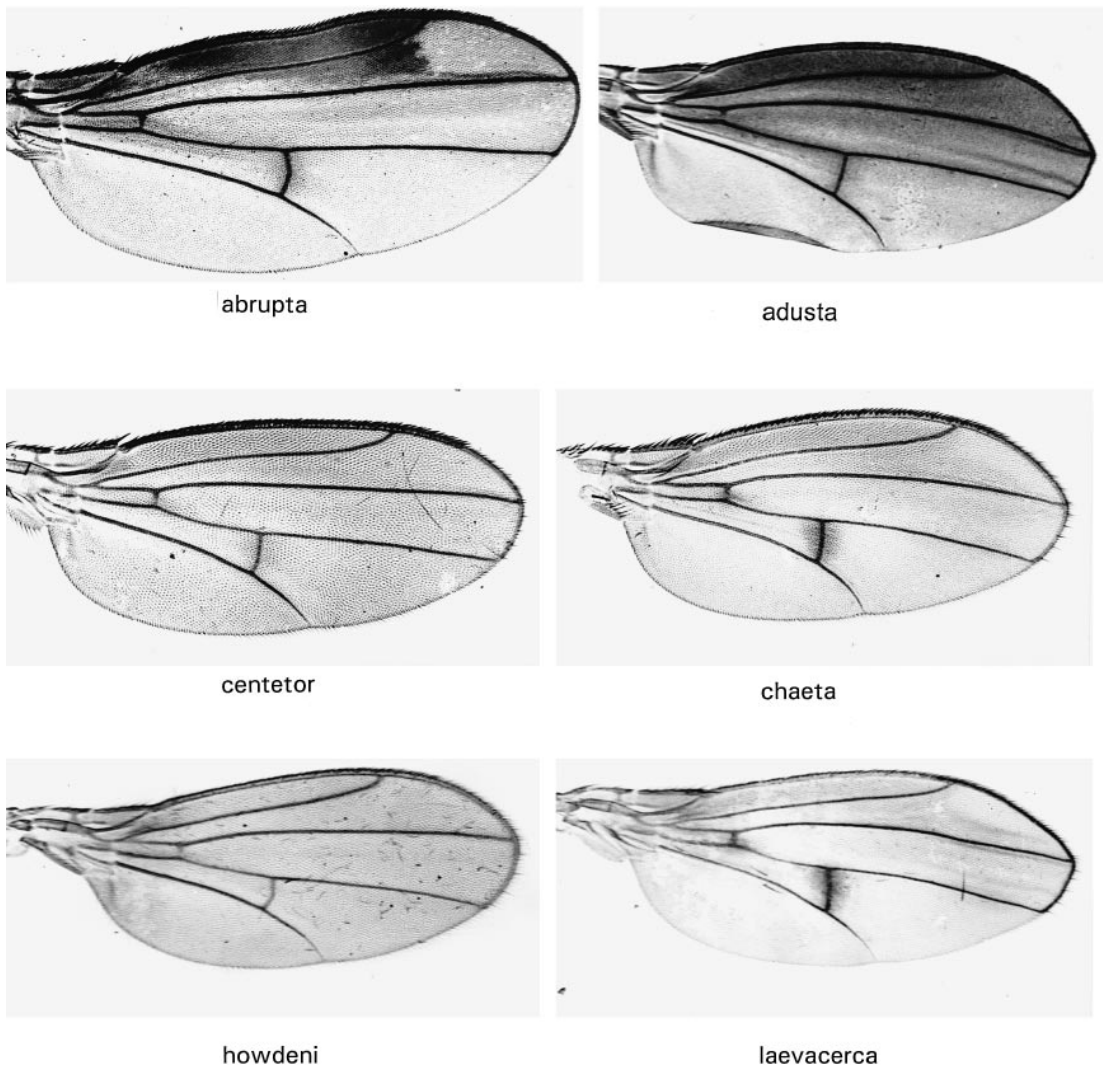 abrupta
adusta
centetor
chaeta
howdeni
laevacerca